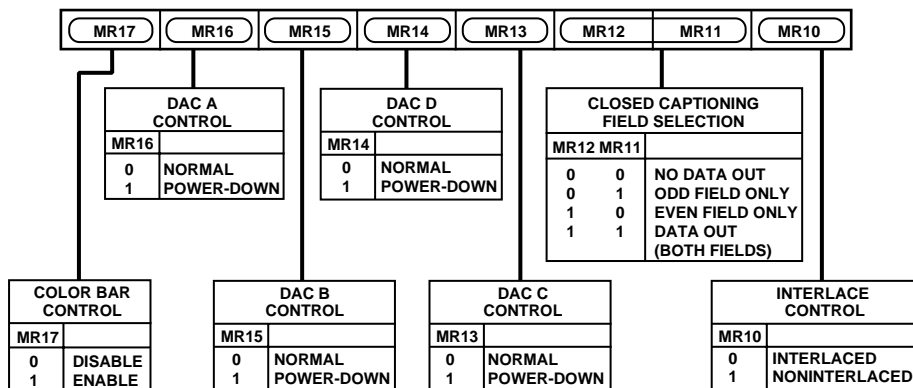 MR17 MR16 MR15 MR14 MR13 MR12 MR11 MR10
DAC A
CONTROL
MR16
0 NORMAL
1 POWER-DOWN
DAC D
CONTROL
MR14
0 NORMAL
1 POWER-DOWN
CLOSED CAPTIONING
FIELD SELECTION
MR12 MR11
0 0 NO DATA OUT
0 1 ODD FIELD ONLY
1 0 EVEN FIELD ONLY
1 1 DATA OUT
(BOTH FIELDS)
COLOR BAR
CONTROL
MR17
0 DISABLE
1 ENABLE
DAC B
CONTROL
MR15
0 NORMAL
1 POWER-DOWN
DAC C
CONTROL
MR13
0 NORMAL
1 POWER-DOWN
INTERLACE
CONTROL
MR10
0 INTERLACED
1 NONINTERLACED